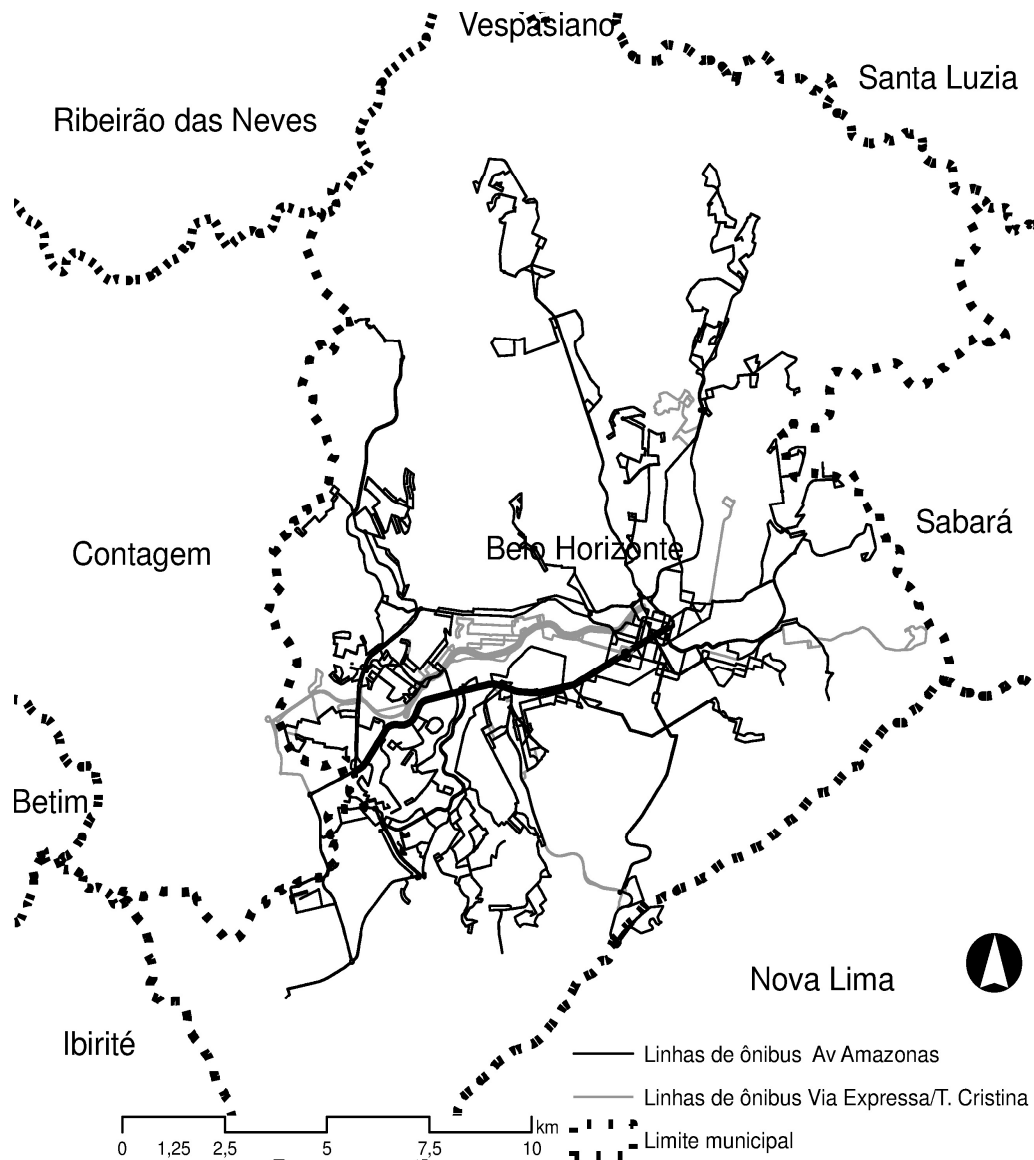 Vespasiano
Santa Luzia
Ribeirão das Neves
Sabará
Contagem
Belo Horizonte
Betim
Nova Lima
Ibirité
Linhas de ônibus Av Amazonas
Linhas de ônibus Via Expressa/T. Cristina
Limite municipal
km
0 1,25 2,5 5 7,5 10